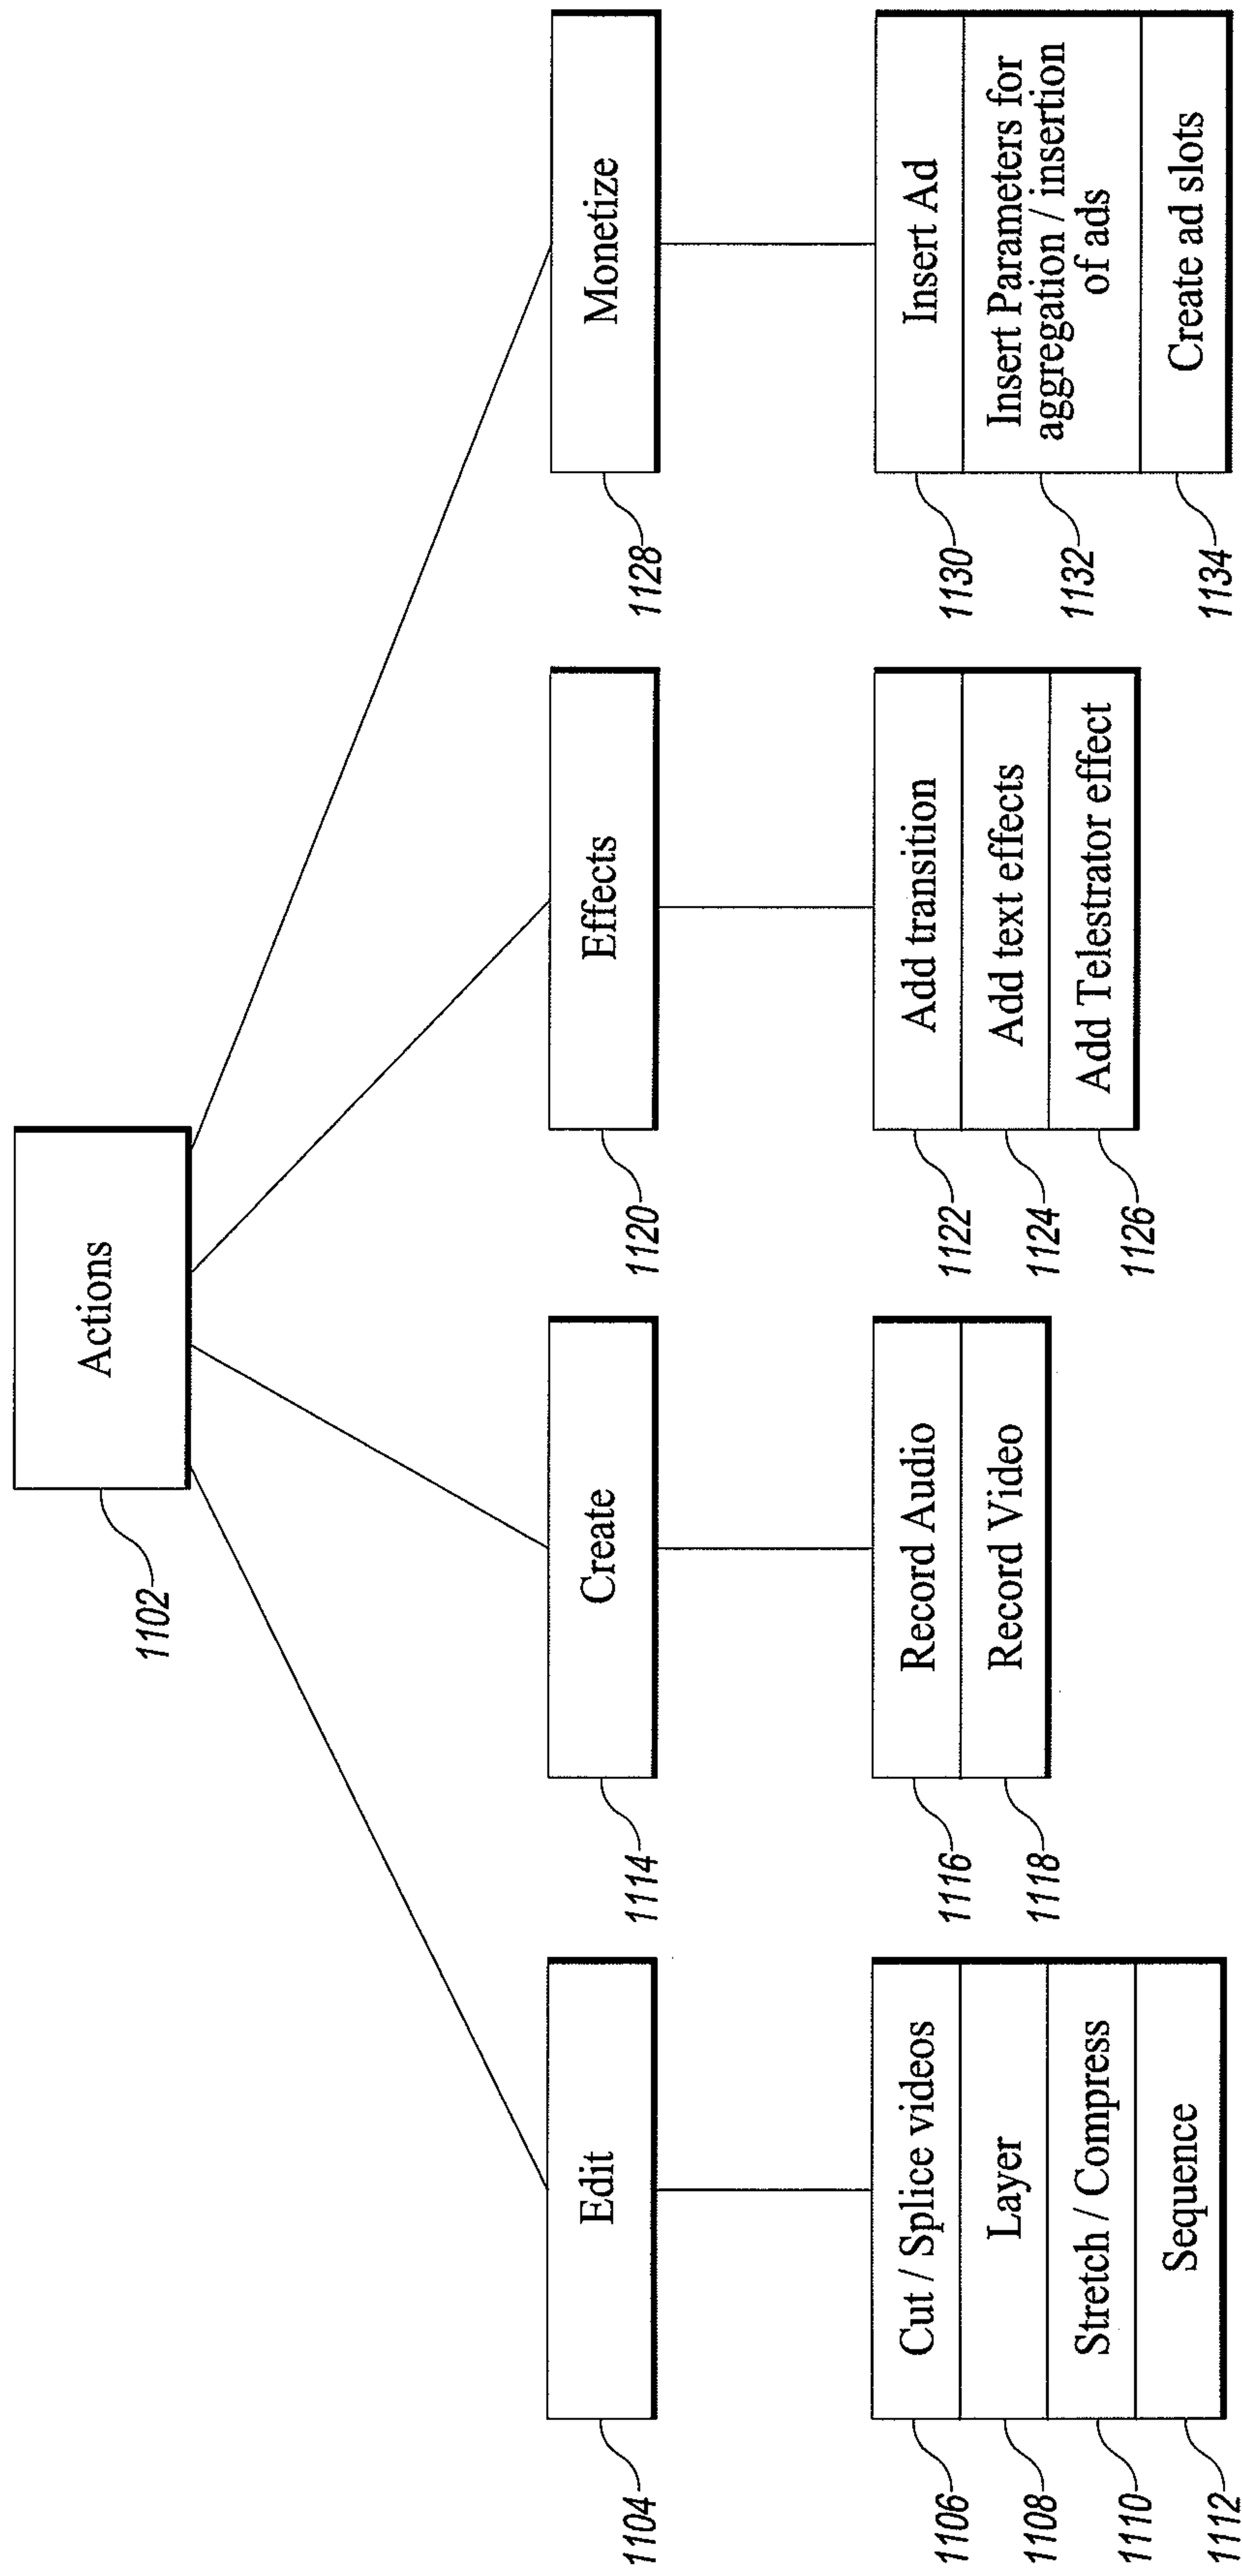 Actions
1102
Edit
1104
Cut / Splice videos
1106
Layer
1108
Stretch / Compress
1110
Sequence
1112
Create
1114
Record Audio
1116
Record Video
1118
Effects
1120
Add transition
1122
Add text effects
1124
Add Telestrator effect
1126
Monetize
1128
Insert Ad
1130
Insert Parameters for
aggregation / insertion
of ads
1132
Create ad slots
1134